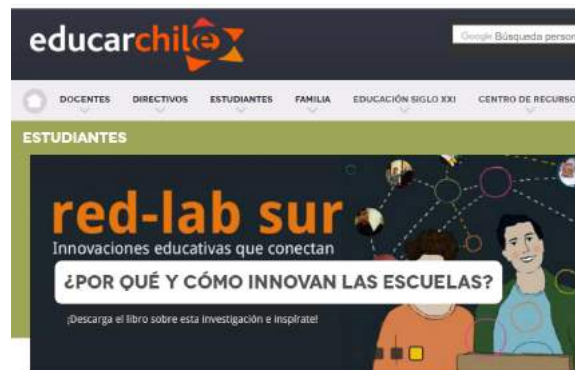 educarchile
Google Búsqueda person
DOCENTES DIRECTIVOS ESTUDIANTES FAMILIA EDUCACIÓN SIGLO XXI CENTRO DE RECURSO
ESTUDIANTES
red-lab sur
Innovaciones educativas que conectan
¿POR QUÉ Y CÓMO INNOVAN LAS ESCUELAS?
¡Descarga el libro sobre esta investigación e inspírate!